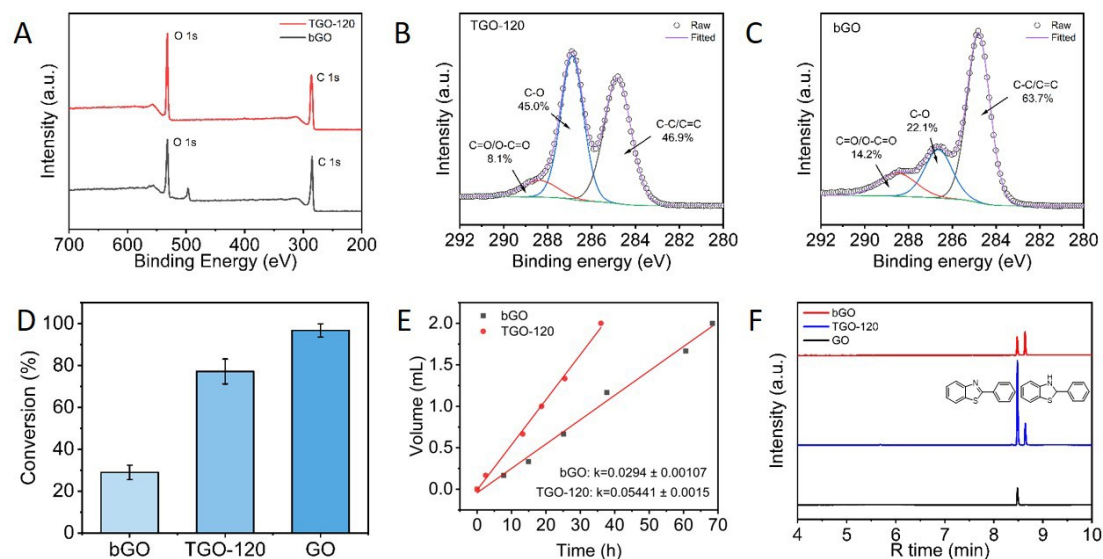 A
TGO-120
bGO
O 1s
C 1s
O 1s
C 1s
Intensity (a.u.)
700 600 500 400 300 200
Binding Energy (eV)
B
TGO-120
Raw
Fitted
C-O
45.0%
C=O/O-C=O
8.1%
C-C/C=C
46.9%
Intensity (a.u.)
292 290 288 286 284 282 280
Binding energy (eV)
C
bGO
Raw
Fitted
C-C/C=C
63.7%
C-O
22.1%
C=O/O-C=O
14.2%
Intensity (a.u.)
292 290 288 286 284 282 10
Binding energy (eV)
D
100
80
60
40
20
0
Conversion (%)
bGO TGO-120 GO
E
bGO
TGO-120
2.0
1.5
1.0
0.5
0.0
Volume (mL)
bGO: k=0.0294 ± 0.00107
TGO-120: k=0.05441 ± 0.0015
0 10 20 30 40 50 60 70
Time (h)
F
bGO
TGO-120
GO
N
S
H
N
S
Intensity (a.u.)
4 5 6 7 8 9 10
R time (min)